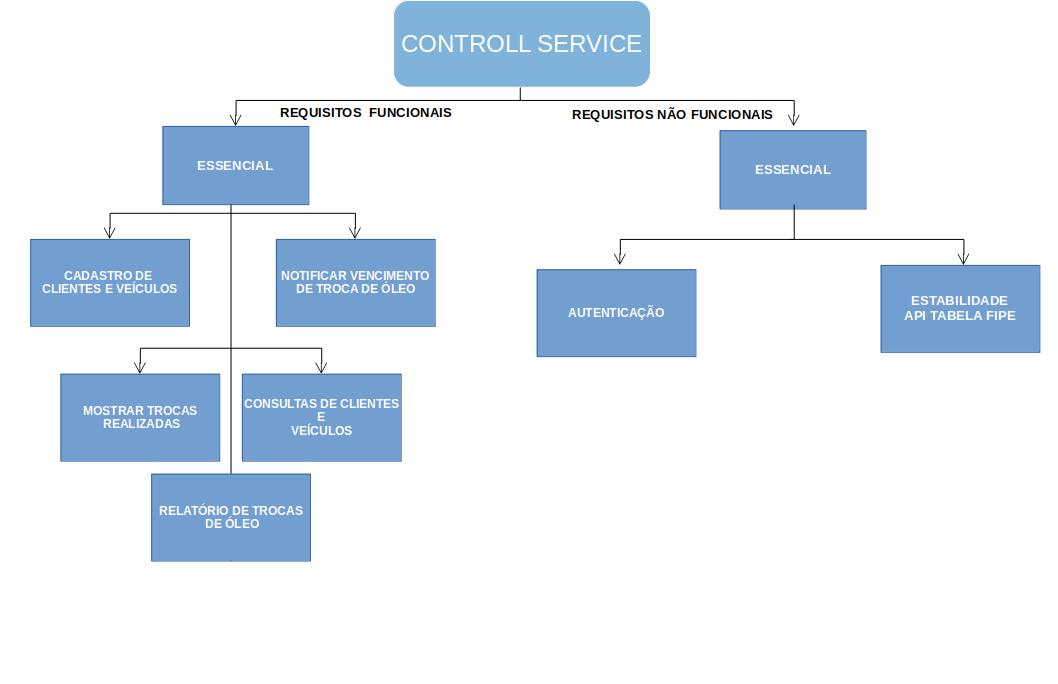 CONTROLL SERVICE
REQUISITOS  FUNCIONAIS
REQUISITOS NÃO FUNCIONAIS
ESSENCIAL
ESSENCIAL
CADASTRO DE
CLIENTES E VEÍCULOS
NOTIFICAR VENCIMENTO
DE TROCA DE ÓLEO
AUTENTICAÇÃO
ESTABILIDADE
API TABELA FIPE
MOSTRAR TROCAS
REALIZADAS
CONSULTAS DE CLIENTES
E
VEÍCULOS
RELATÓRIO DE TROCAS
DE ÓLEO